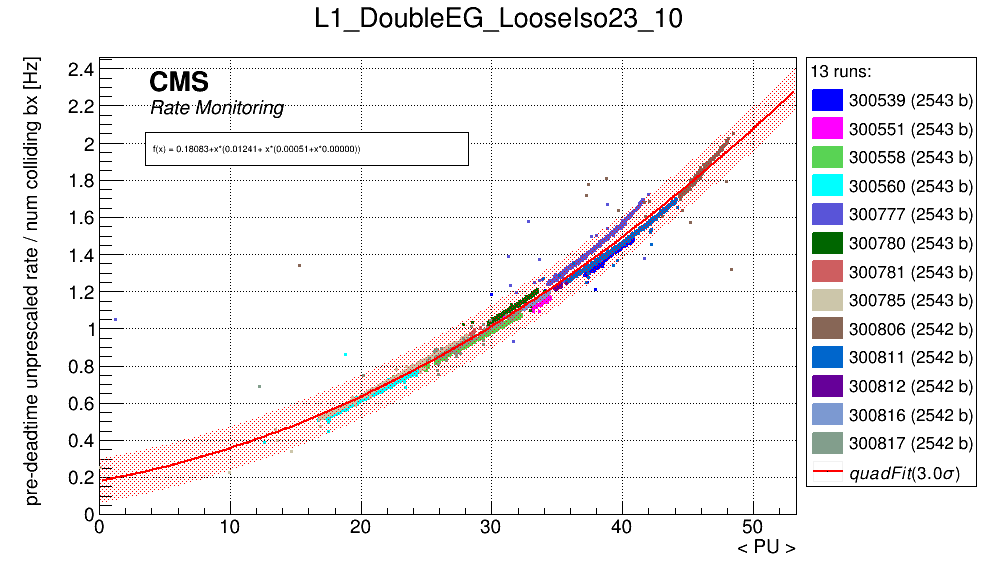 L1_DoubleEG_LooseIso23_10
pre-deadtime unprescaled rate / num colliding bx [Hz]
CMS
Rate Monitoring
f(x) = 0.18083+x*(0.01241+ x*(0.00051+x*0.00000))
2.4
2.2
2
1.8
1.6
1.4
1.2
1
0.8
0.6
0.4
0.2
0
0
10
20
30
40
50
< PU >
13 runs:
300539 (2543 b)
300551 (2543 b)
300558 (2543 b)
300560 (2543 b)
300777 (2543 b)
300780 (2543 b)
300781 (2543 b)
300785 (2543 b)
300806 (2542 b)
300811 (2542 b)
300812 (2542 b)
300816 (2542 b)
300817 (2542 b)
quadFit(3.0σ)